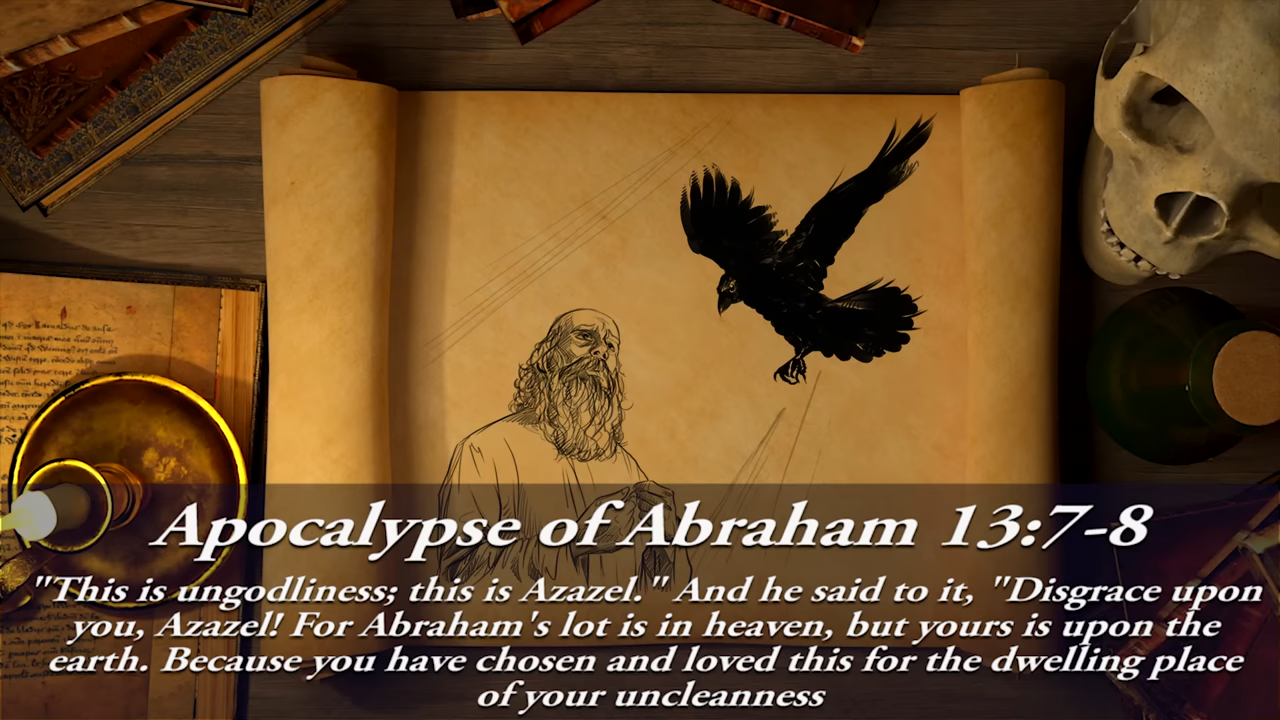 Apocalypse of Abraham 13:7-8
"This is ungodliness; this is Azazel." And he said to it, "Disgrace upon
you, Azazel! For Abraham's lot is in heaven, but yours is upon the
earth. Because you have chosen and loved this for the dwelling place
of your uncleanness